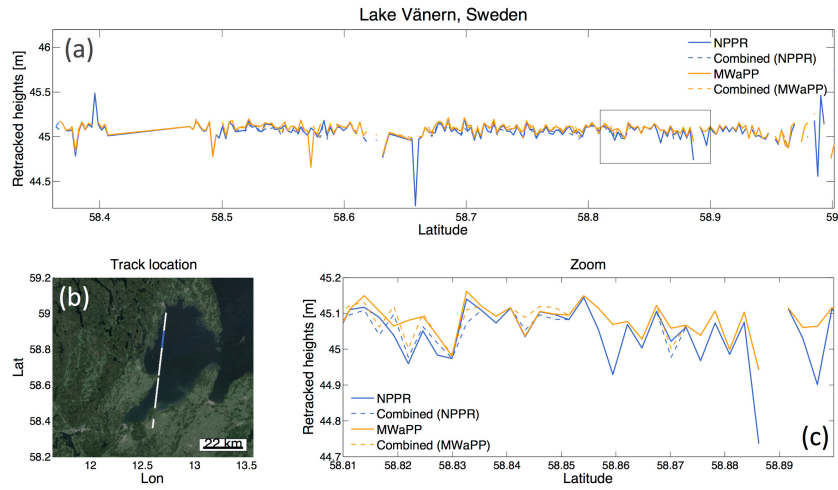 Lake Vänern, Sweden
(a)
NPPR
Combined (NPPR)
MWaPP
Combined (MWaPP)
Retracked heights [m]
46
45.5
45
44.5
58.4 58.5 58.6 58.7 58.8 58.9 59
Latitude
Track location
(b)
Lat
59.2
59
58.8
58.6
58.4
58.2
22 km
12 12.5 13 13.5
Lon
Zoom
Retracked heights [m]
45.2
45.1
45
44.9
44.8
44.7
NPPR
Combined (NPPR)
MWaPP
Combined (MWaPP)
(c)
58.81 58.82 58.83 58.84 58.85 58.86 58.87 58.88 58.89
Latitude